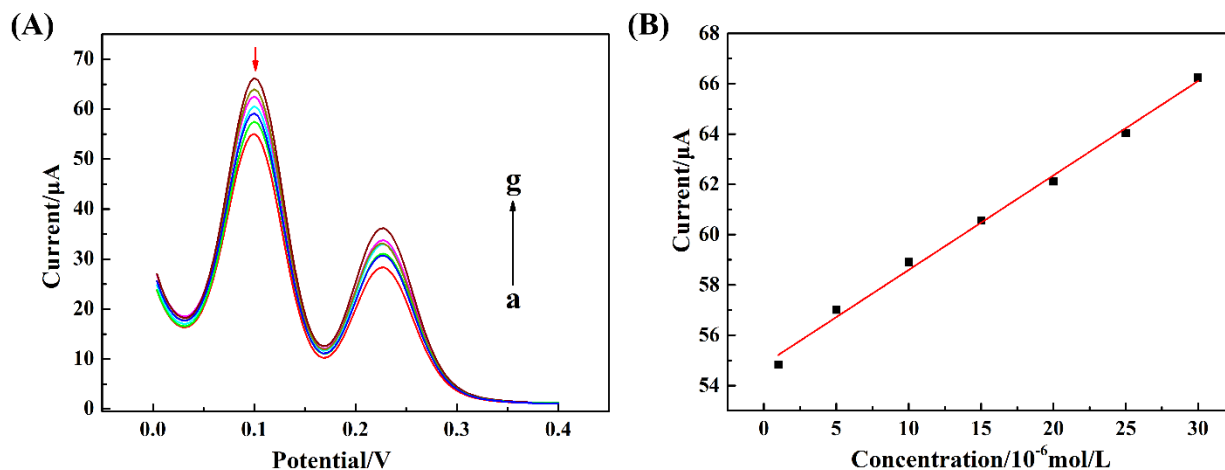 (A)
70
60
50
40
30
20
10
0
Current/μA
g
a
0.0 0.1 0.2 0.3 0.4
Potential/V
(B)
68
66
64
62
60
58
56
54
Current/μA
0 5 10 15 20 25 30
Concentration/10⁻⁶mol/L